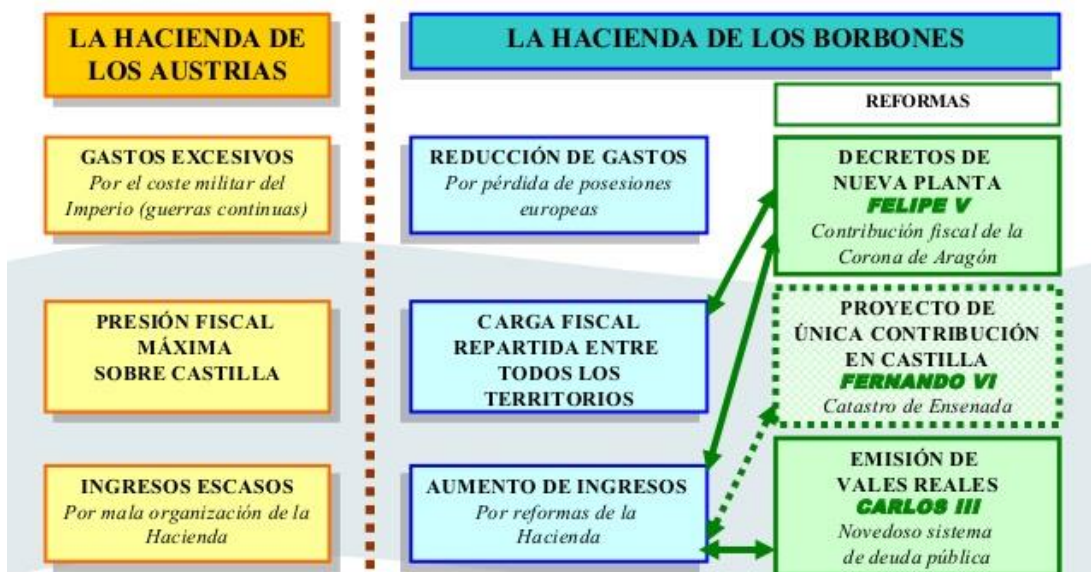 LA HACIENDA DE
LOS AUSTRIAS
LA HACIENDA DE LOS BORBONES
REFORMAS
GASTOS EXCESIVOS
Por el coste militar del
Imperio (guerras continuas)
REDUCCIÓN DE GASTOS
Por pérdida de posesiones
europeas
DECRETOS DE
NUEVA PLANTA
FELIPE V
Contribución fiscal de la
Corona de Aragón
PRESIÓN FISCAL
MÁXIMA
SOBRE CASTILLA
CARGA FISCAL
REPARTIDA ENTRE
TODOS LOS
TERRITORIOS
PROYECTO DE
ÚNICA CONTRIBUCIÓN
EN CASTILLA
FERNANDO VI
Catastro de Ensenada
INGRESOS ESCASOS
Por mala organización de la
Hacienda
AUMENTO DE INGRESOS
Por reformas de la
Hacienda
EMISIÓN DE
VALES REALES
CARLOS III
Novedoso sistema
de deuda pública